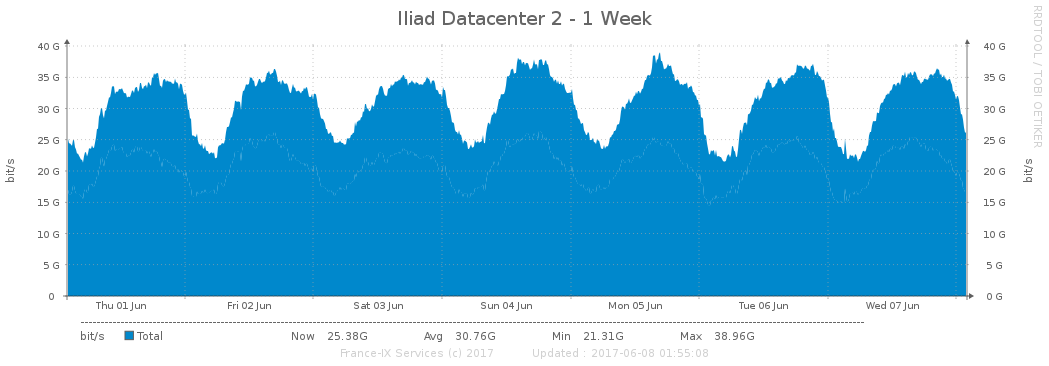 Iliad Datacenter 2 - 1 Week
RRDTOOL / TOBI OETIKER
40 G 40 G
35 G 35 G
30 G 30 G
25 G 25 G
20 G 20 G
15 G 15 G
10 G 10 G
5 G 5 G
0 0 G
bit/s bit/s
Thu 01 Jun Fri 02 Jun Sat 03 Jun Sun 04 Jun Mon 05 Jun Tue 06 Jun Wed 07 Jun
bit/s Total Now 25.38G Avg 30.76G Min 21.31G Max 38.96G
France-IX Services (c) 2017 Updated : 2017-06-08 01:55:08